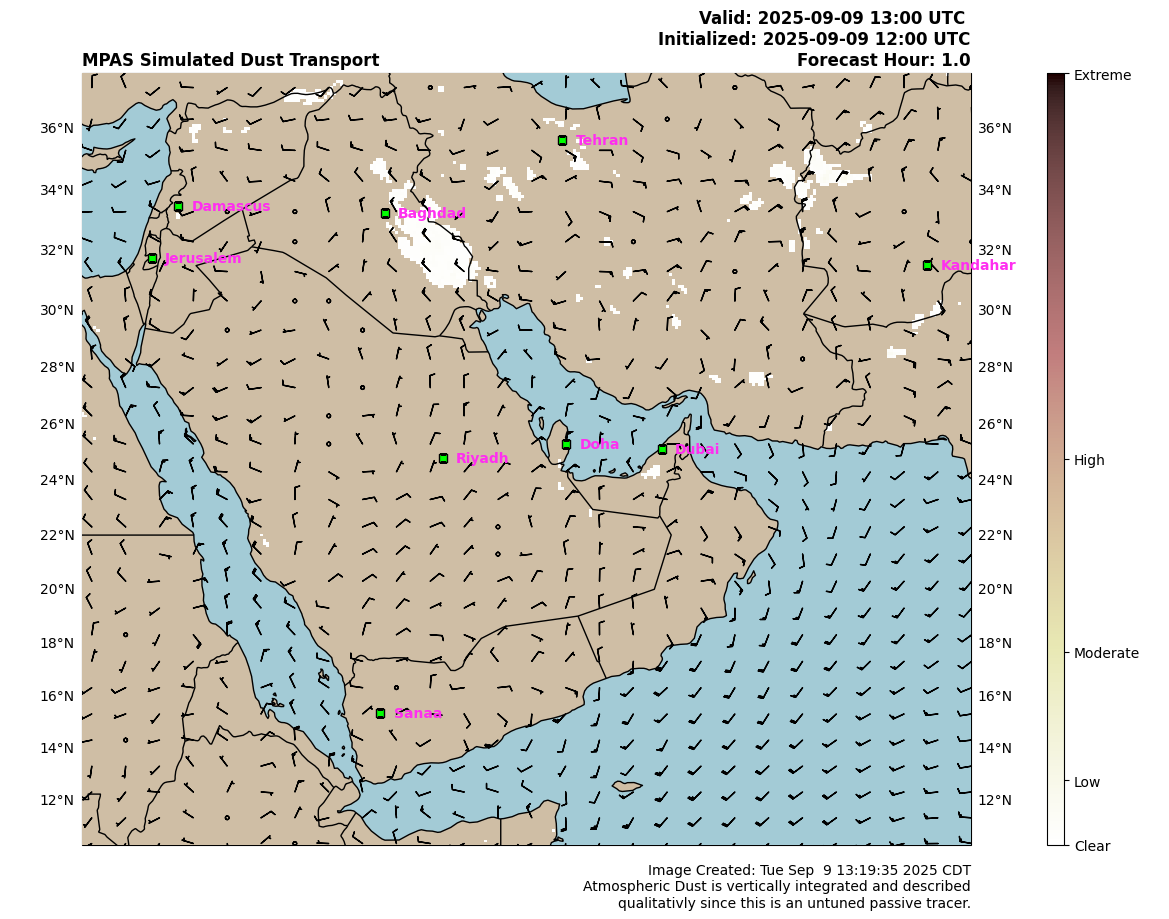 Valid: 2025-09-09 13:00 UTC
Initialized: 2025-09-09 12:00 UTC
MPAS Simulated Dust Transport Forecast Hour: 1.0
Extreme
36°N 36°N
Tehran
34°N 34°N
Damascus
Baghdad
32°N 32°N
Jerusalem
Kandahar
30°N 30°N
28°N 28°N
26°N 26°N
Doha
Dubai
Riyadh
High
24°N 24°N
22°N 22°N
20°N 20°N
18°N 18°N
Moderate
16°N 16°N
Sanaa
14°N 14°N
Low
12°N 12°N
Clear
Image Created: Tue Sep  9 13:19:35 2025 CDT
Atmospheric Dust is vertically integrated and described
qualitativly since this is an untuned passive tracer.